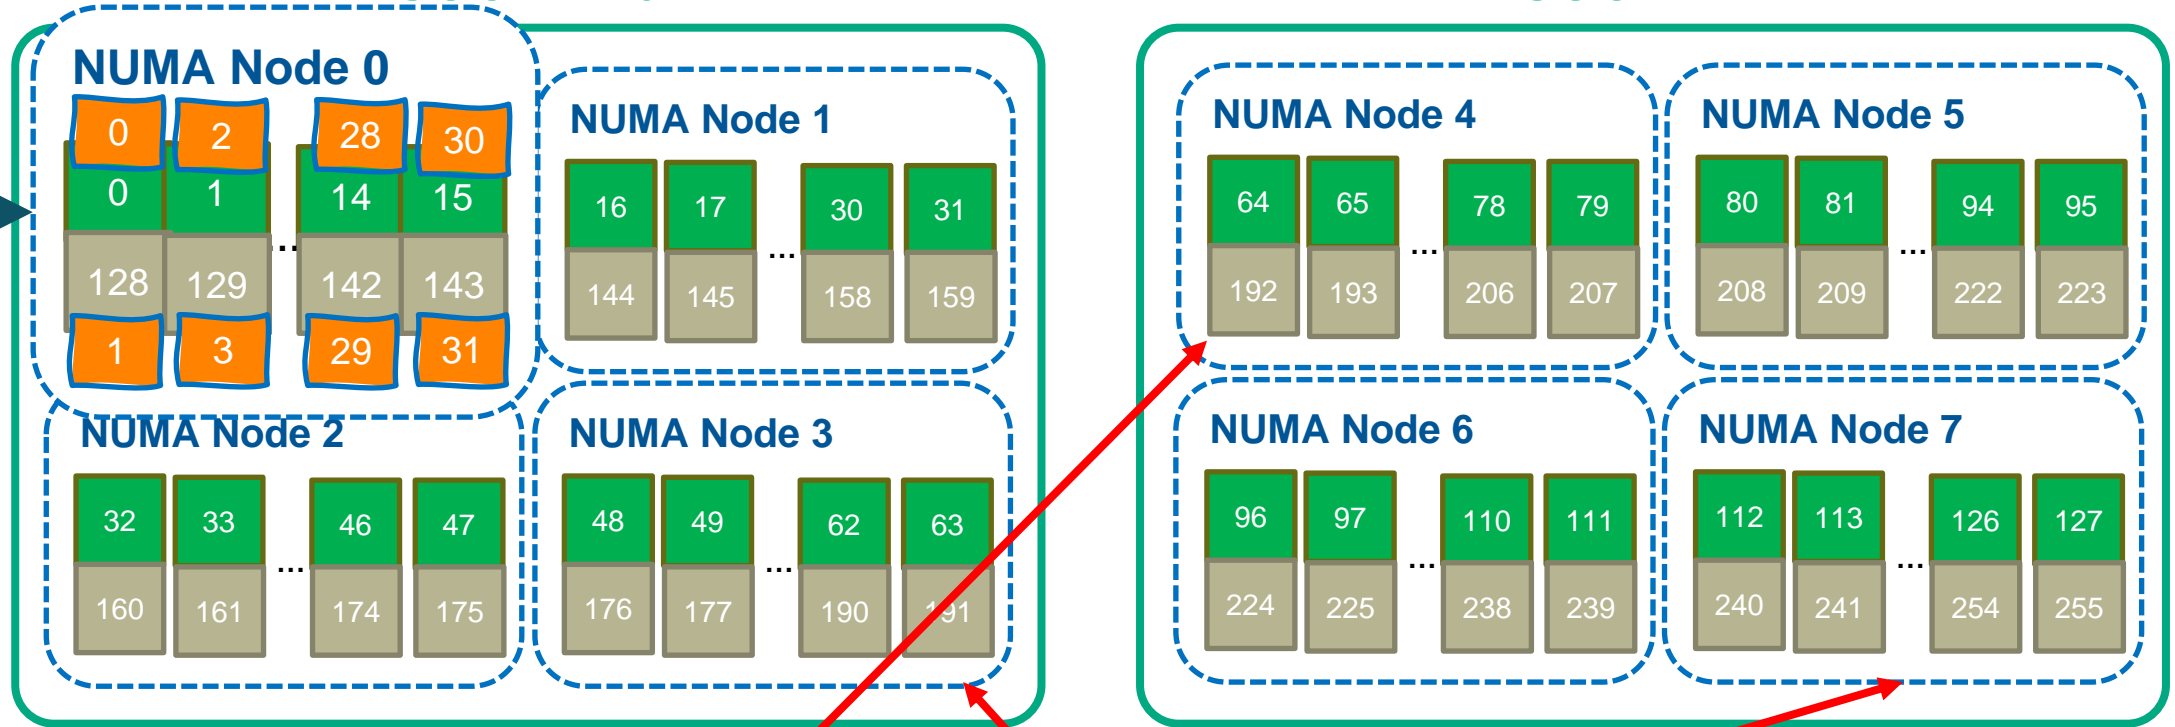 NUMA Node 0
0 2 28 30
0 1 14 15
...
128 129 142 143
1 3 29 31
NUMA Node 1
16 17 30 31
...
144 145 158 159
NUMA Node 2
32 33 46 47
...
160 161 174 175
NUMA Node 3
48 49 62 63
...
176 177 190 191
NUMA Node 4
64 65 78 79
...
192 193 206 207
NUMA Node 5
80 81 94 95
...
208 209 222 223
NUMA Node 6
96 97 110 111
...
224 225 238 239
NUMA Node 7
112 113 126 127
...
240 241 254 255